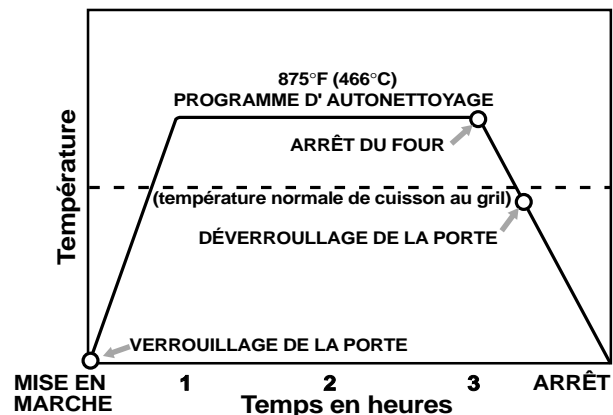 875°F (466°C)
PROGRAMME D' AUTONETTOYAGE
ARRÊT DU FOUR
Température
(température normale de cuisson au gril)
DÉVERROULLAGE DE LA PORTE
VERROUILLAGE DE LA PORTE
MISE EN
MARCHE
1
2
3
ARRÊT
Temps en heures